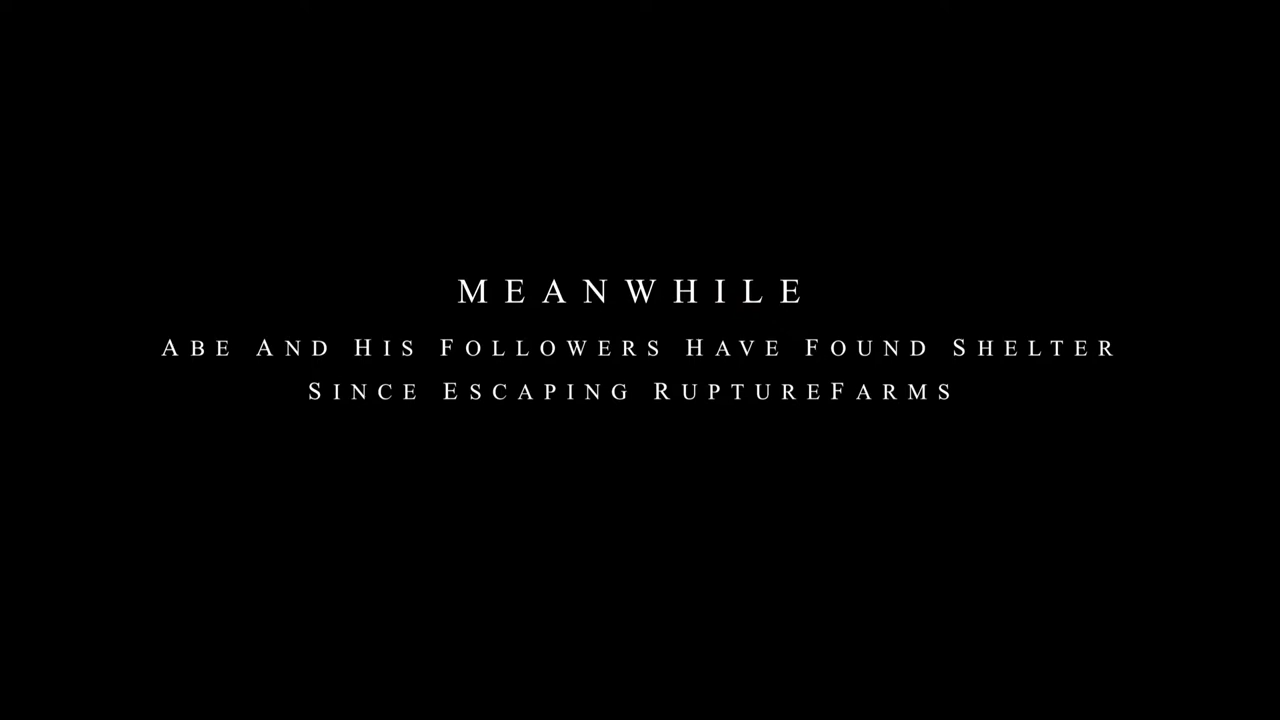 MEANWHILE
ABE AND HIS FOLLOWERS HAVE FOUND SHELTER
SINCE ESCAPING RUPTUREFARMS